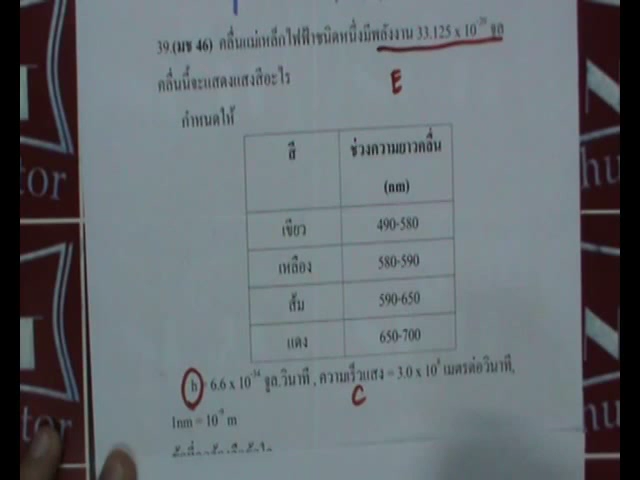 39.(มข 46) คลื่นแม่เหล็กไฟฟ้าชนิดหนึ่งมีพลังงาน 33.125 x 10⁻²⁰ จูล
คลื่นนี้จะแสดงแสงสีอะไร
E
กำหนดให้
สี ช่วงความยาวคลื่น
(nm)
เขียว 490-580
เหลือง 580-590
ส้ม 590-650
แดง 650-700
h = 6.6 x 10⁻³⁴ จูล.วินาที , ความเร็วแสง = 3.0 x 10⁸ เมตรต่อวินาที,
C
1nm = 10⁻⁹ m
tor
hu
tor
hu